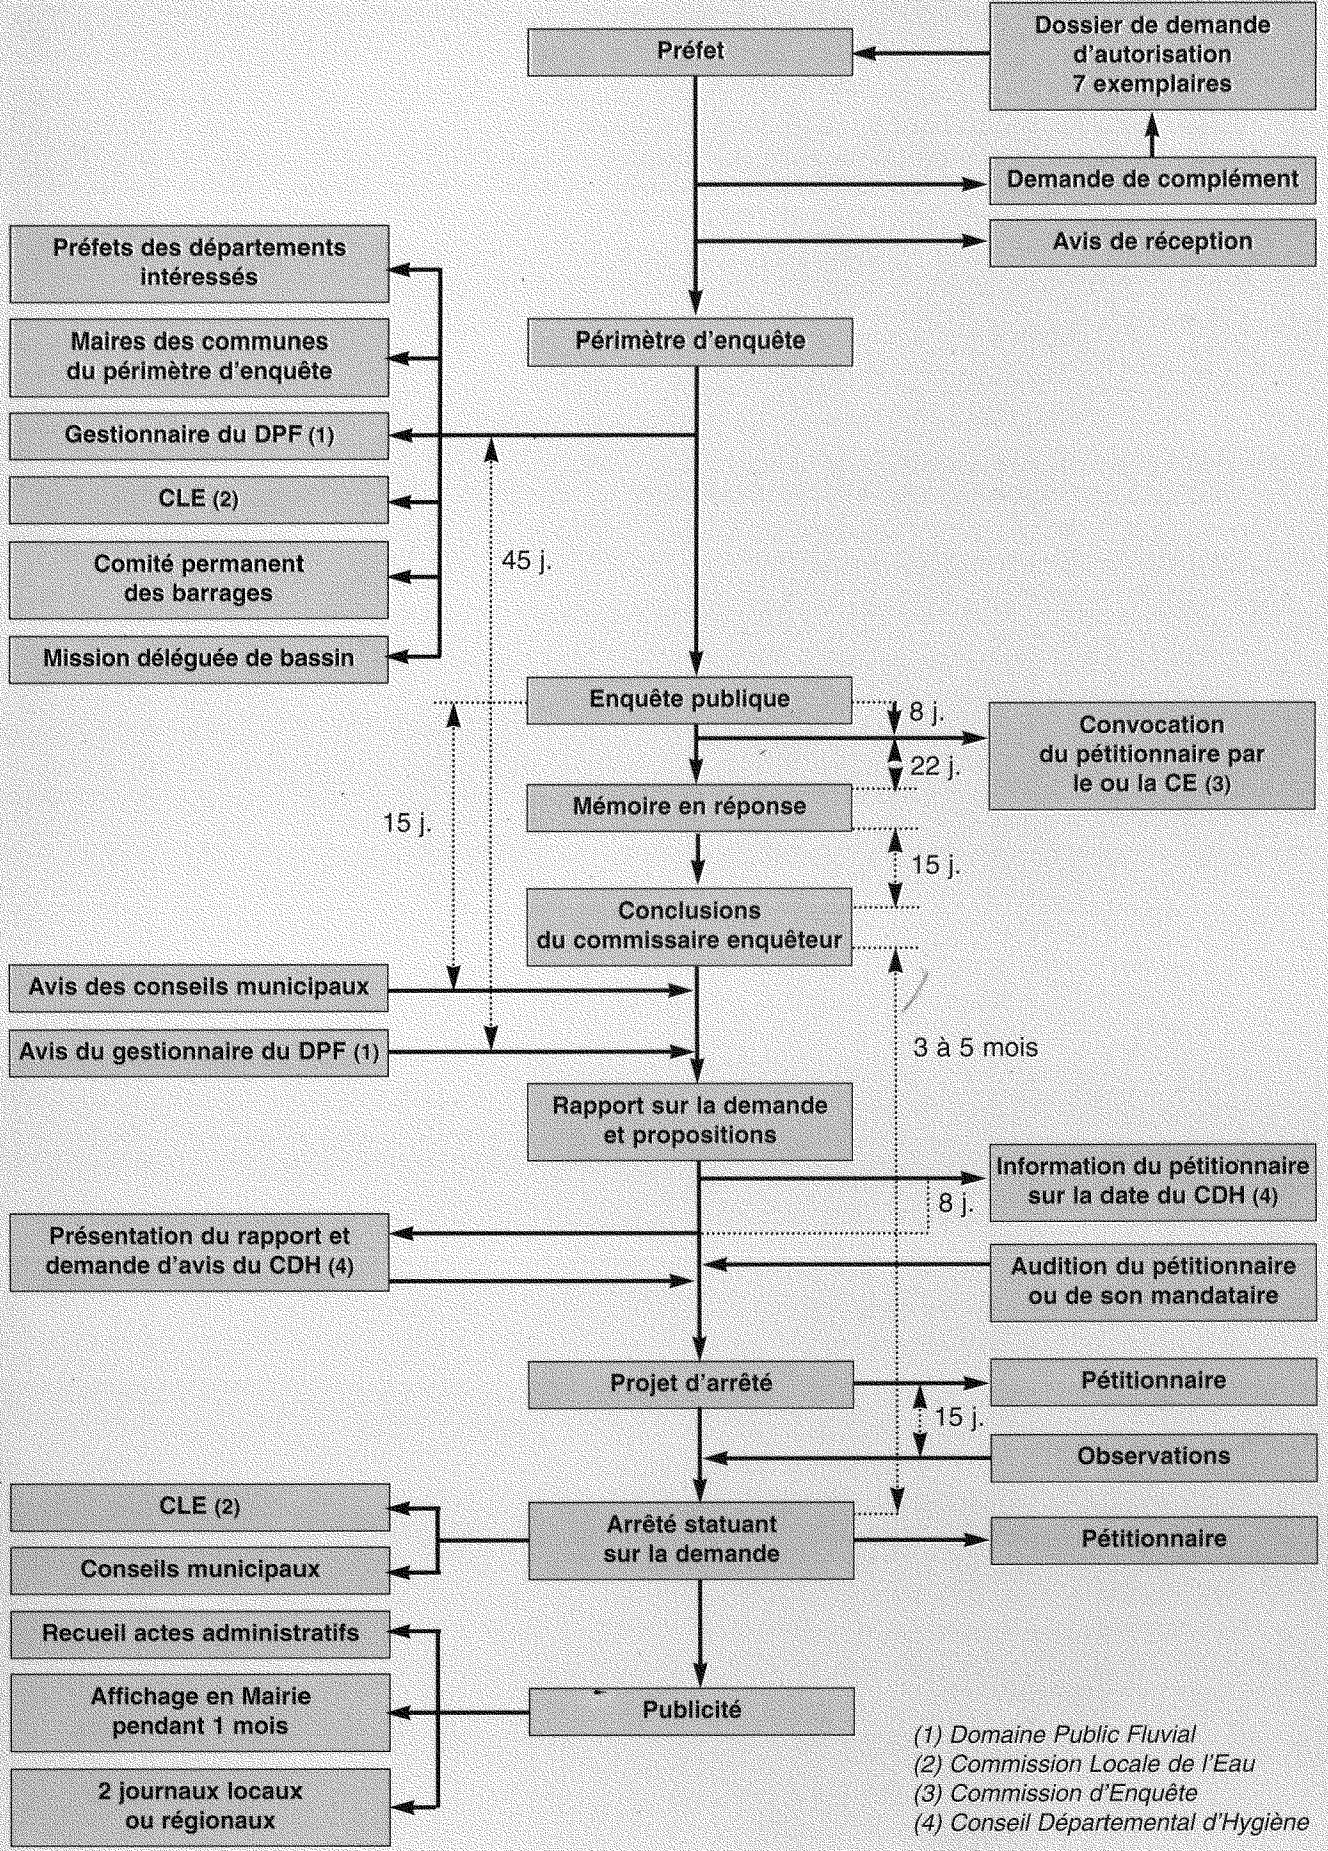 Préfet
Dossier de demande
d'autorisation
7 exemplaires
Demande de complément
Avis de réception
Préfets des départements
intéressés
Maires des communes
du périmètre d'enquête
Gestionnaire du DPF (1)
CLE (2)
Comité permanent
des barrages
Mission déléguée de bassin
Périmètre d'enquête
45 j.
Enquête publique
8 j.
22 j.
Convocation
du pétitionnaire par
le ou la CE (3)
Mémoire en réponse
15 j.
15 j.
Conclusions
du commissaire enquêteur
Avis des conseils municipaux
Avis du gestionnaire du DPF (1)
3 à 5 mois
Rapport sur la demande
et propositions
Information du pétitionnaire
sur la date du CDH (4)
8 j.
Présentation du rapport et
demande d'avis du CDH (4)
Audition du pétitionnaire
ou de son mandataire
Projet d'arrêté
Pétitionnaire
15 j.
Observations
CLE (2)
Conseils municipaux
Arrêté statuant
sur la demande
Pétitionnaire
Recueil actes administratifs
Affichage en Mairie
pendant 1 mois
2 journaux locaux
ou régionaux
Publicité
(1) Domaine Public Fluvial
(2) Commission Locale de l'Eau
(3) Commission d'Enquête
(4) Conseil Départemental d'Hygiène